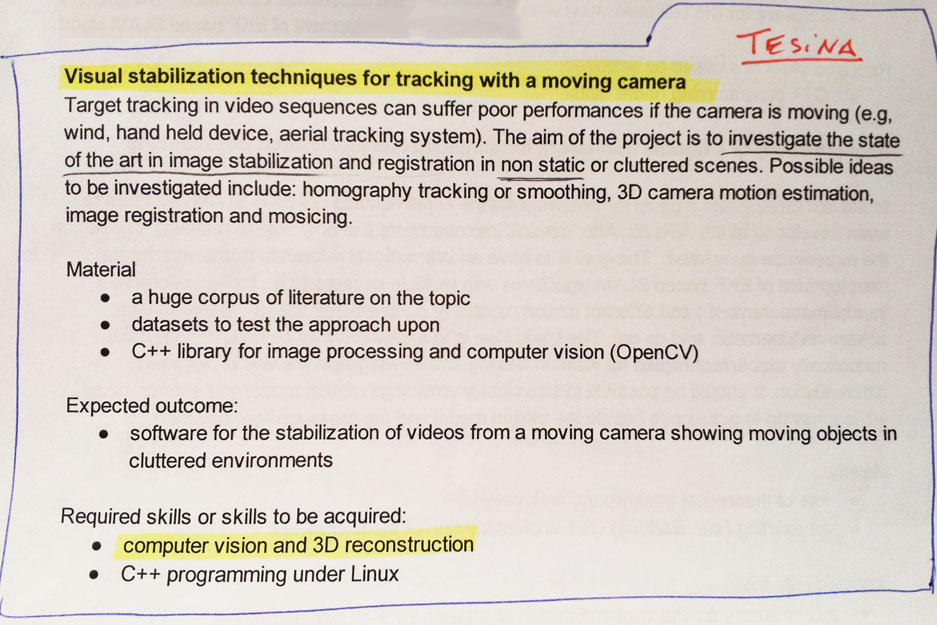 TESINA
Visual stabilization techniques for tracking with a moving camera
Target tracking in video sequences can suffer poor performances if the camera is moving (e.g,
wind, hand held device, aerial tracking system). The aim of the project is to investigate the state
of the art in image stabilization and registration in non static or cluttered scenes. Possible ideas
to be investigated include: homography tracking or smoothing, 3D camera motion estimation,
image registration and mosicing.
Material
● a huge corpus of literature on the topic
● datasets to test the approach upon
● C++ library for image processing and computer vision (OpenCV)
Expected outcome:
● software for the stabilization of videos from a moving camera showing moving objects in
cluttered environments
Required skills or skills to be acquired:
● computer vision and 3D reconstruction
● C++ programming under Linux